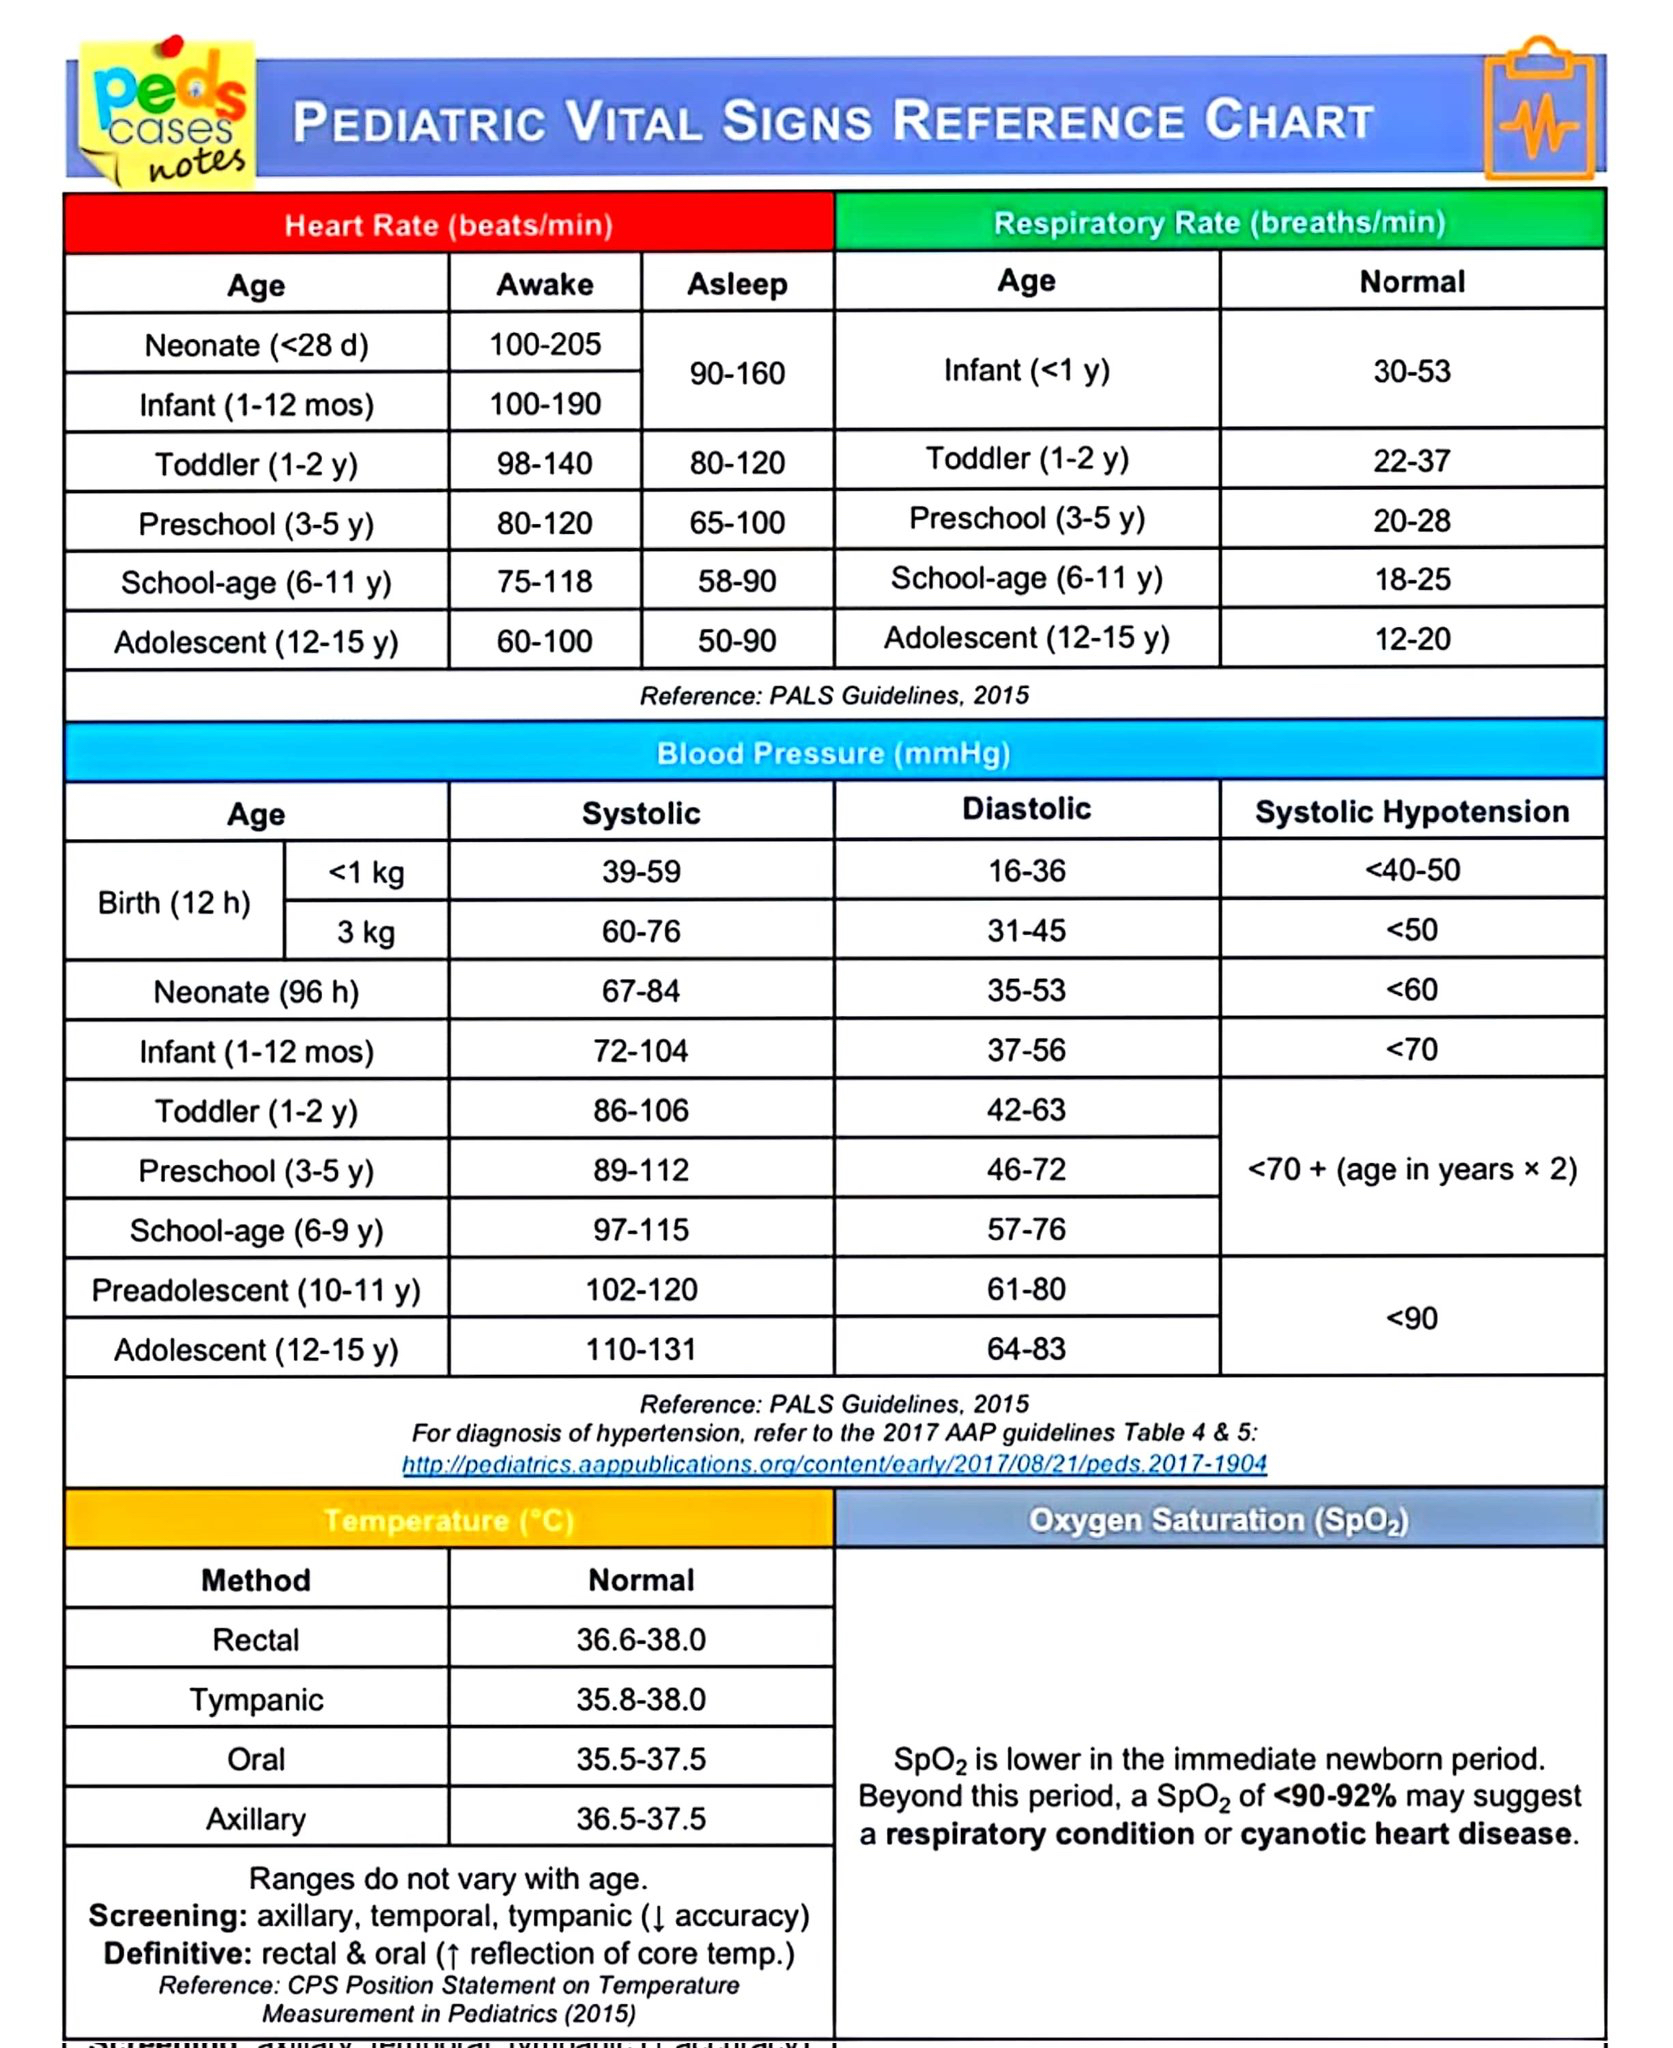 peds
cases
notes
PEDIATRIC VITAL SIGNS REFERENCE CHART
Heart Rate (beats/min)
Age Awake Asleep
Neonate (<28 d) 100-205 90-160
Infant (1-12 mos) 100-190
Toddler (1-2 y) 98-140 80-120
Preschool (3-5 y) 80-120 65-100
School-age (6-11 y) 75-118 58-90
Adolescent (12-15 y) 60-100 50-90
Respiratory Rate (breaths/min)
Age Normal
Infant (<1 y) 30-53
Toddler (1-2 y) 22-37
Preschool (3-5 y) 20-28
School-age (6-11 y) 18-25
Adolescent (12-15 y) 12-20
Reference: PALS Guidelines, 2015
Blood Pressure (mmHg)
Age Systolic Diastolic Systolic Hypotension
Birth (12 h) <1 kg 39-59 16-36 <40-50
3 kg 60-76 31-45 <50
Neonate (96 h) 67-84 35-53 <60
Infant (1-12 mos) 72-104 37-56 <70
Toddler (1-2 y) 86-106 42-63
Preschool (3-5 y) 89-112 46-72 <70 + (age in years × 2)
School-age (6-9 y) 97-115 57-76
Preadolescent (10-11 y) 102-120 61-80 <90
Adolescent (12-15 y) 110-131 64-83
Reference: PALS Guidelines, 2015
For diagnosis of hypertension, refer to the 2017 AAP guidelines Table 4 & 5:
http://pediatrics.aappublications.org/content/early/2017/08/21/peds.2017-1904
Temperature (°C)
Method Normal
Rectal 36.6-38.0
Tympanic 35.8-38.0
Oral 35.5-37.5
Axillary 36.5-37.5
Ranges do not vary with age.
Screening: axillary, temporal, tympanic (↓ accuracy)
Definitive: rectal & oral (↑ reflection of core temp.)
Reference: CPS Position Statement on Temperature
Measurement in Pediatrics (2015)
Oxygen Saturation (SpO₂)
SpO₂ is lower in the immediate newborn period.
Beyond this period, a SpO₂ of <90-92% may suggest
a respiratory condition or cyanotic heart disease.